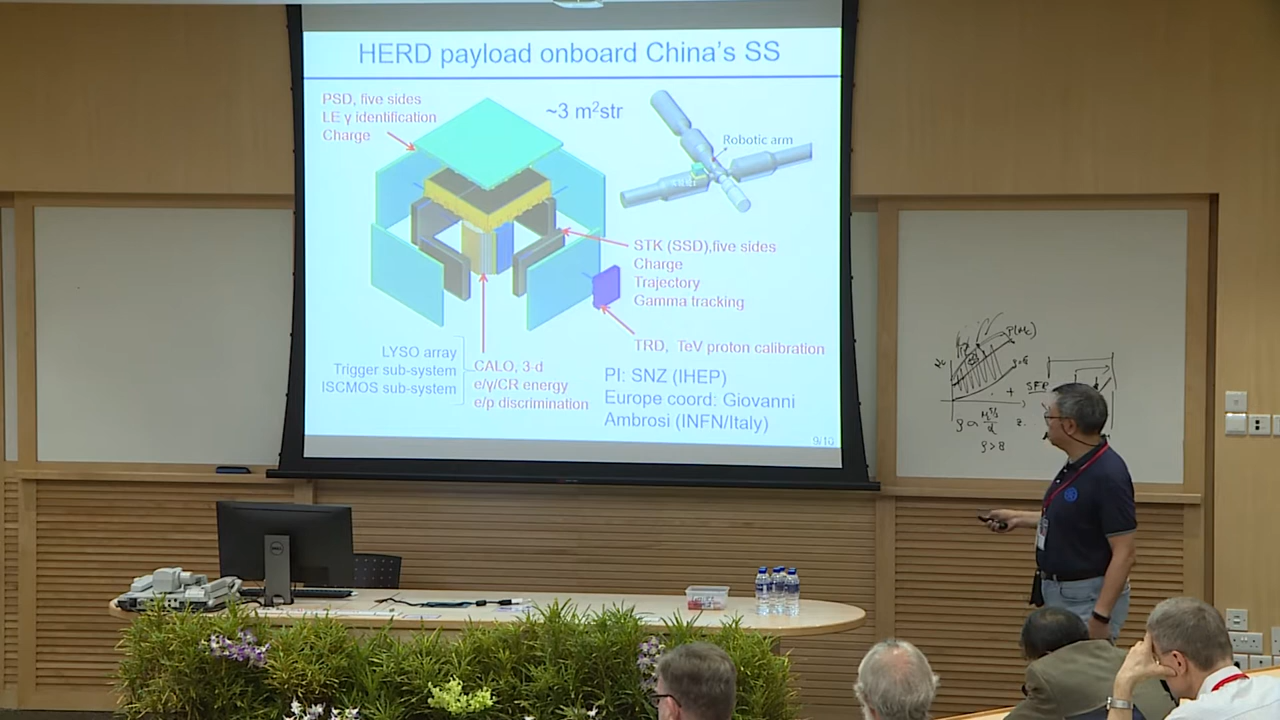 HERD payload onboard China's SS
PSD, five sides
LE γ identification
Charge
~3 m²str
Robotic arm
STK (SSD),five sides
Charge
Trajectory
Gamma tracking
TRD, TeV proton calibration
LYSO array
Trigger sub-system
ISCMOS sub-system
CALO, 3-d
e/γ/CR energy
e/p discrimination
PI: SNZ (IHEP)
Europe coord: Giovanni
Ambrosi (INFN/Italy)
9/10
DELL